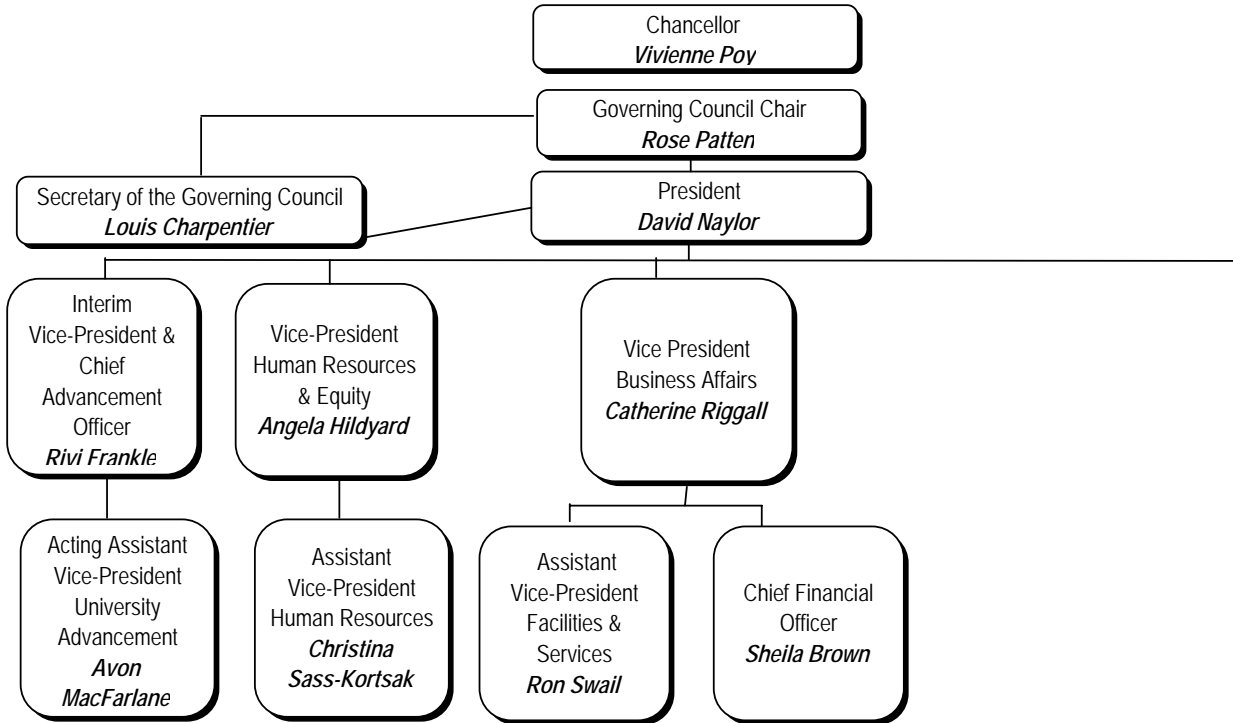 Chancellor
Vivienne Poy
Governing Council Chair
Rose Patten
Secretary of the Governing Council
Louis Charpentier
President
David Naylor
Interim
Vice-President &
Chief
Advancement
Officer
Rivi Frankle
Vice-President
Human Resources
& Equity
Angela Hildyard
Vice President
Business Affairs
Catherine Riggall
Acting Assistant
Vice-President
University
Advancement
Avon
MacFarlane
Assistant
Vice-President
Human Resources
Christina
Sass-Kortsak
Assistant
Vice-President
Facilities &
Services
Ron Swail
Chief Financial
Officer
Sheila Brown